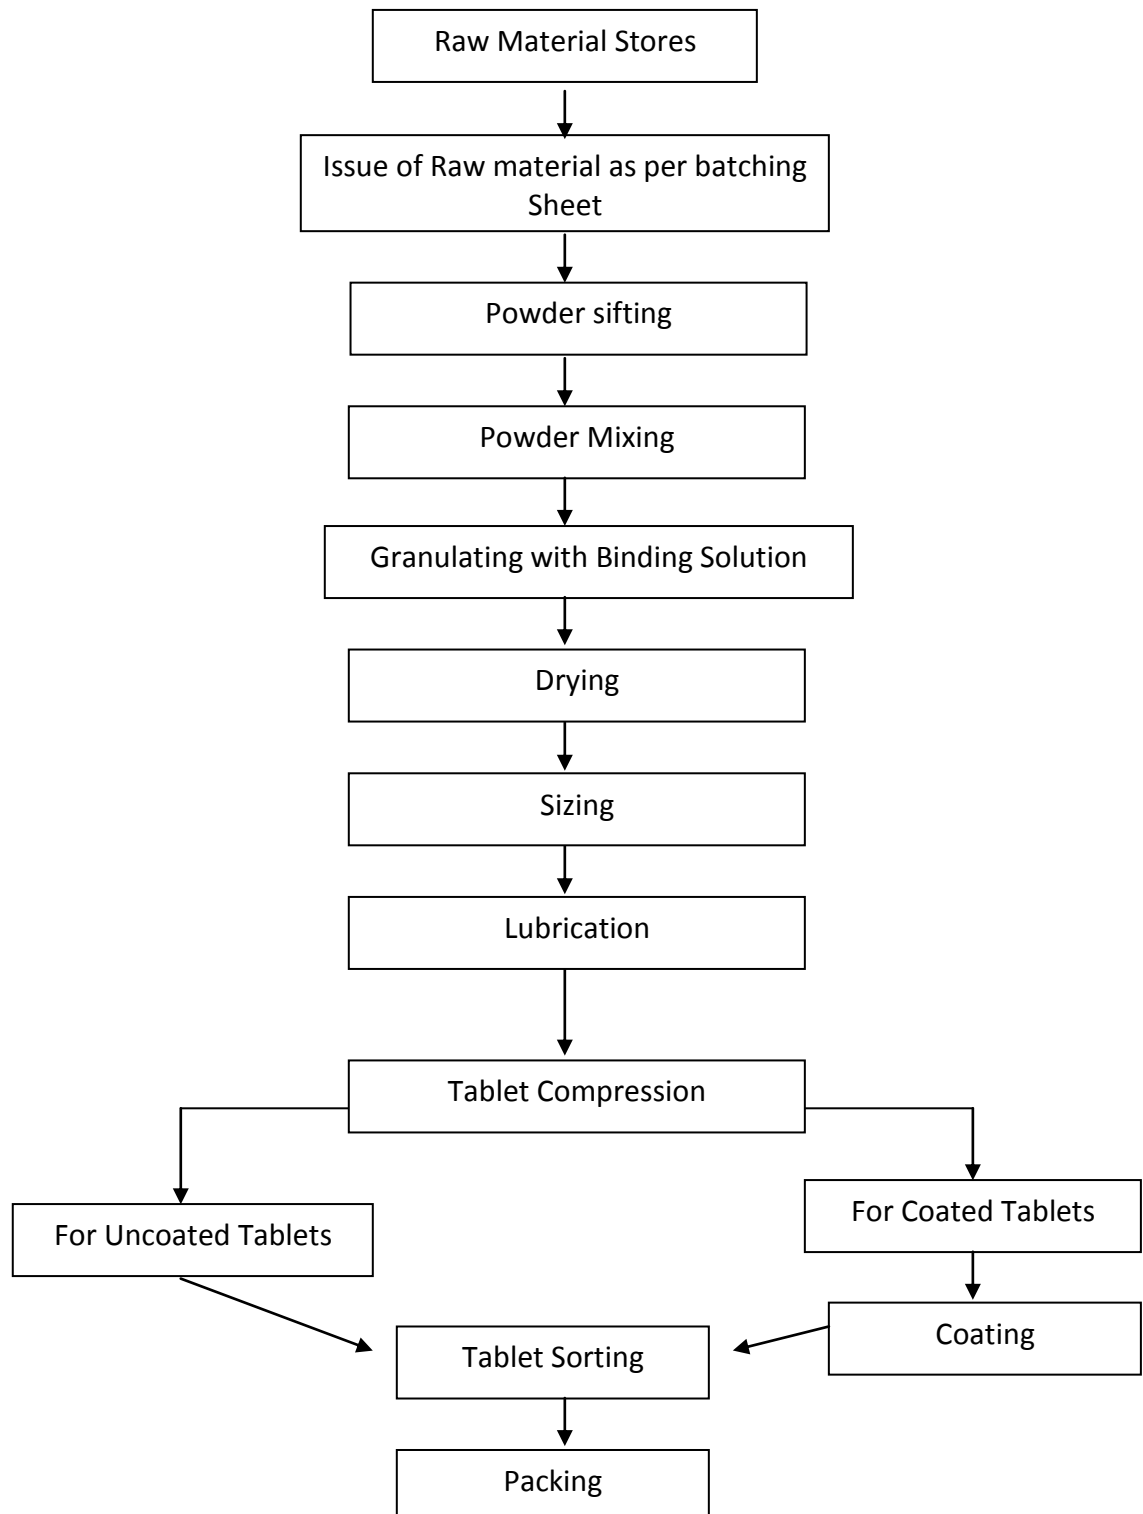 Raw Material Stores
Issue of Raw material as per batching
Sheet
Powder sifting
Powder Mixing
Granulating with Binding Solution
Drying
Sizing
Lubrication
Tablet Compression
For Uncoated Tablets
For Coated Tablets
Coating
Tablet Sorting
Packing